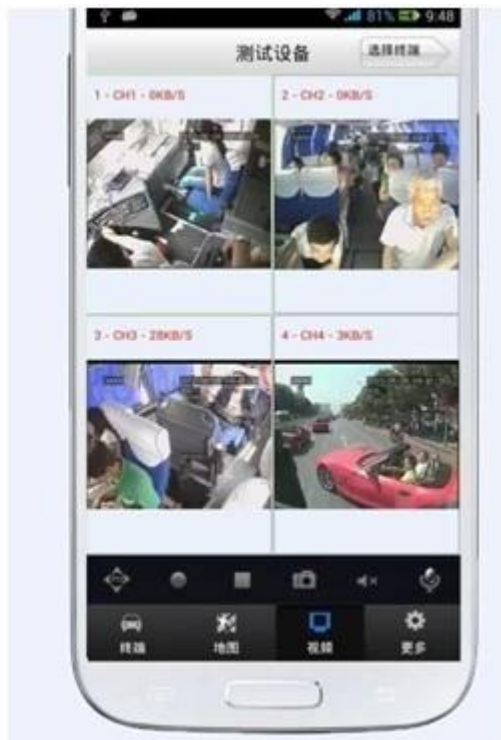 81% 9:48
测试设备 选择终端
1 - CH1 - 0KB/S 2 - CH2 - 0KB/S
3 - CH3 - 28KB/S 4 - CH4 - 3KB/S
终端 地图 视频 更多